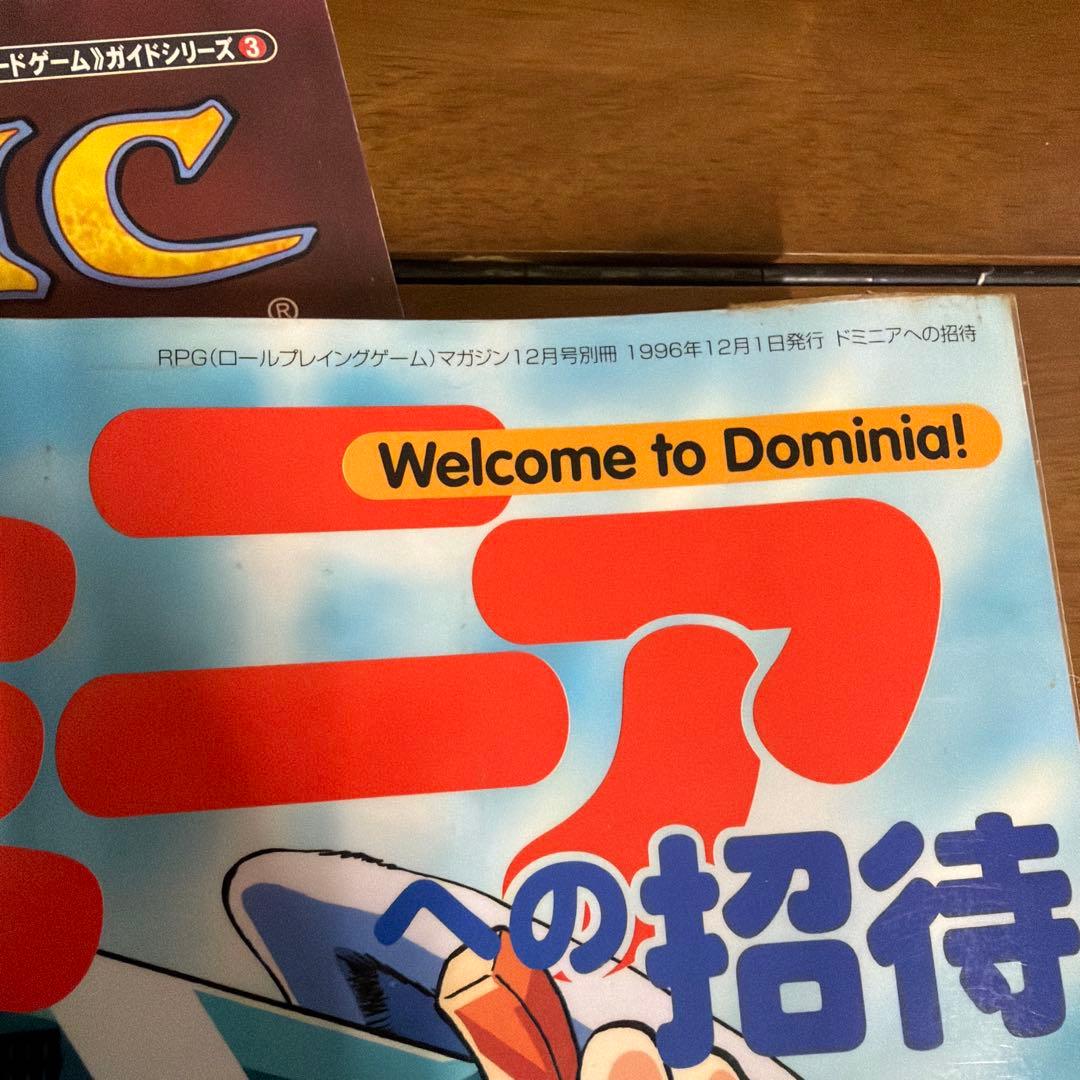 ードゲーム》ガイドシリーズ3
IC
®
RPG(ロールプレイングゲーム)マガジン12月号別冊 1996年12月1日発行 ドミニアへの招待
Welcome to Dominia!
ミニア
への招待